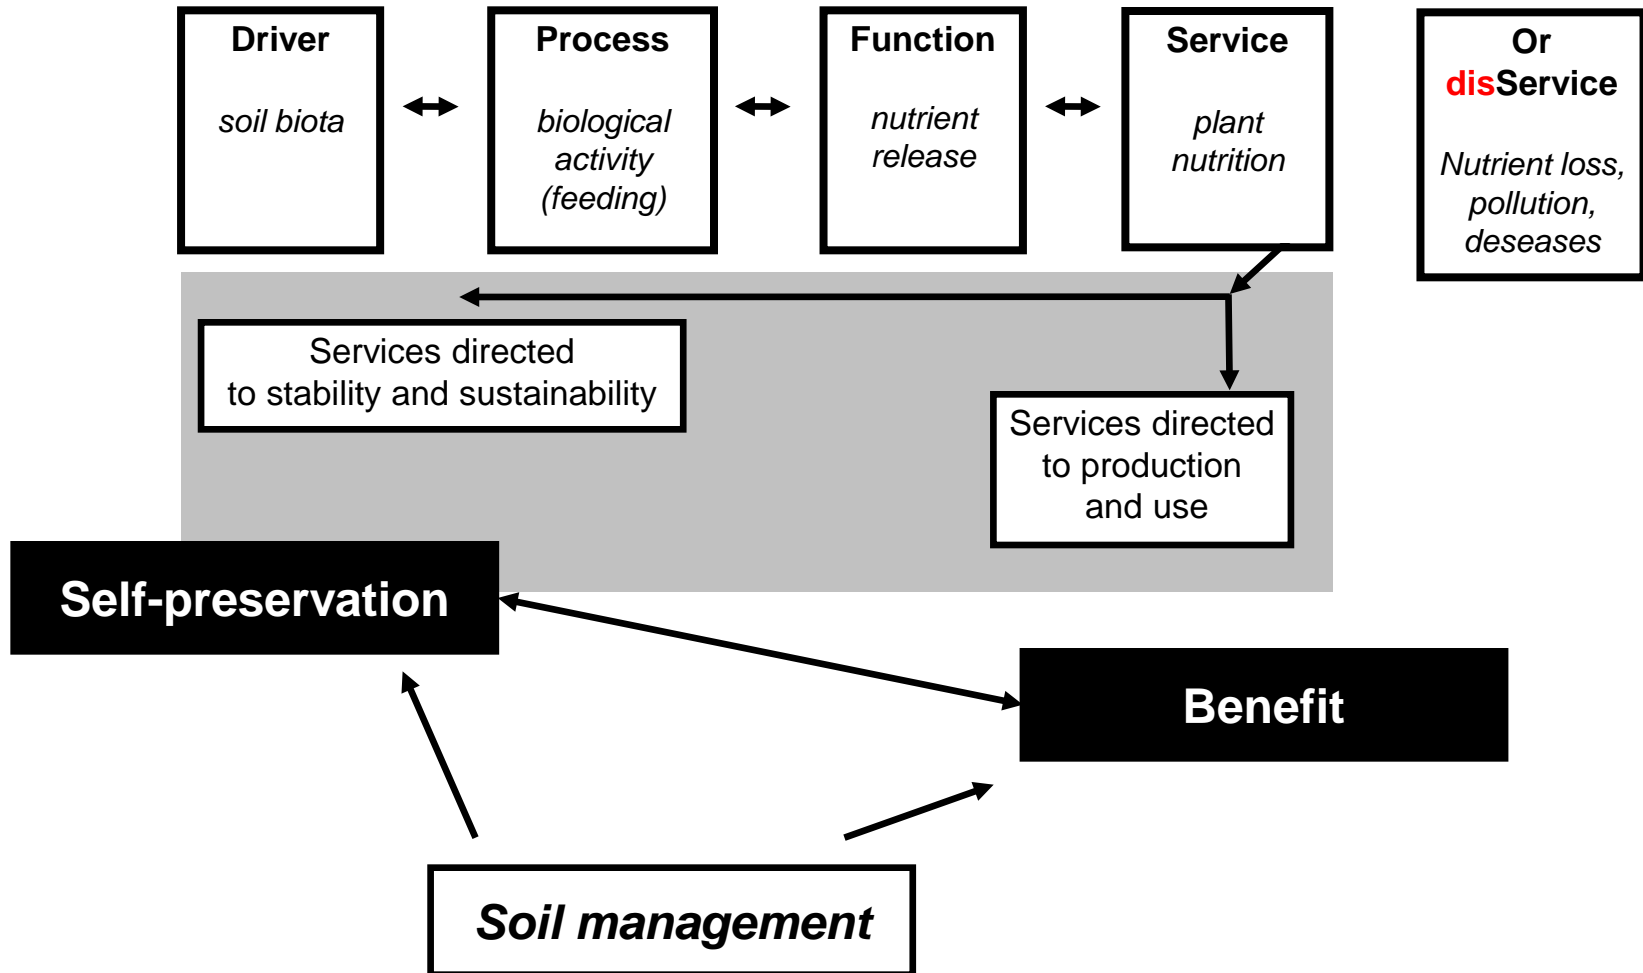 Driver
soil biota
Process
biological
activity
(feeding)
Function
nutrient
release
Service
plant
nutrition
Or
disService
Nutrient loss,
pollution,
deseases
Services directed
to stability and sustainability
Services directed
to production
and use
Self-preservation
Benefit
Soil management